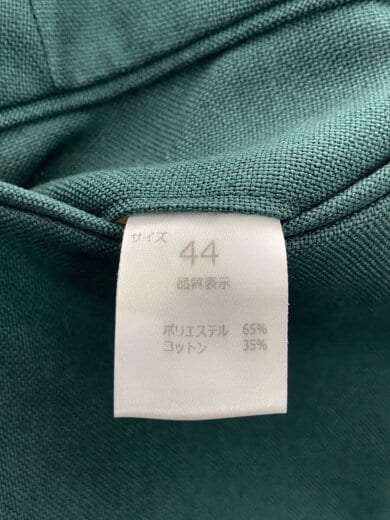 サイズ
44
品質表示
ポリエステル 65%
コットン 35%